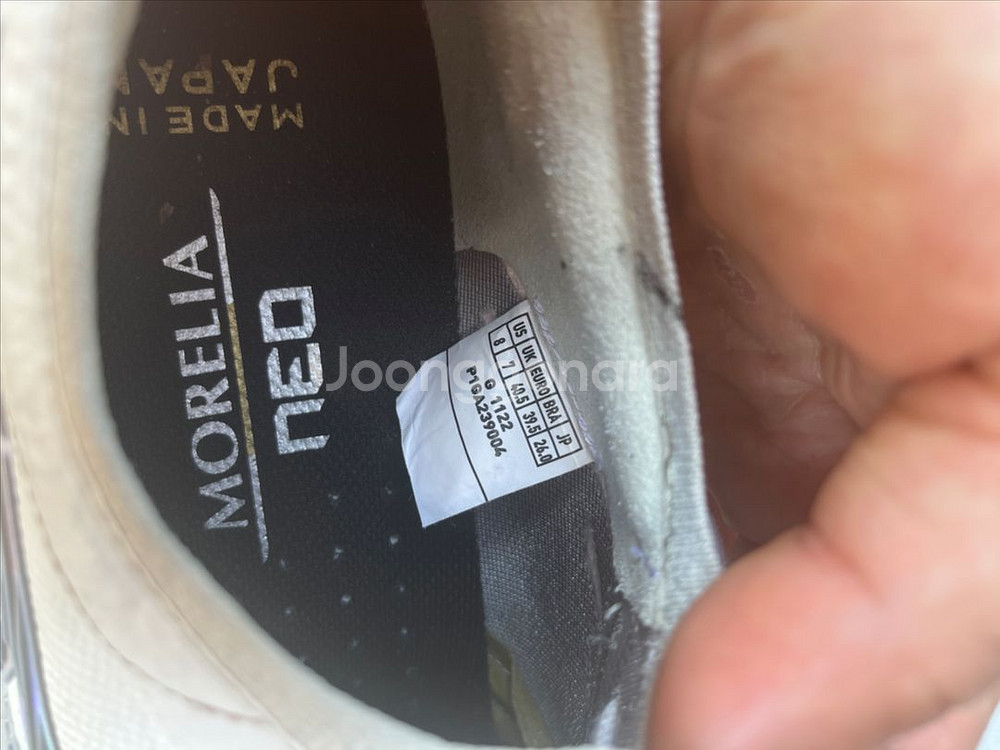 MADE IN
JAPAN
MORELIA
NEO
US UK EURO BRA JP
8 7 40.5 39.5 26.0
G 1122
P1GA239004
Joonggonara